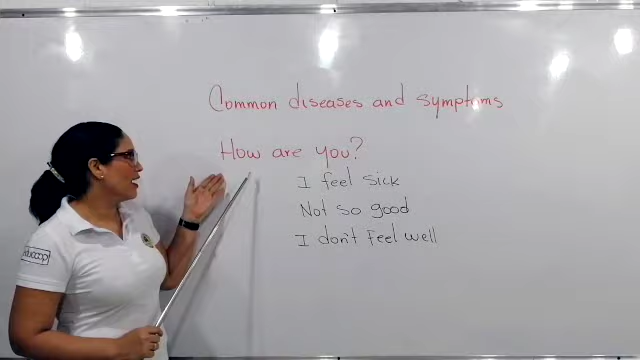 Common diseases and symptoms
How are you?
I feel sick
Not so good
I don't feel well